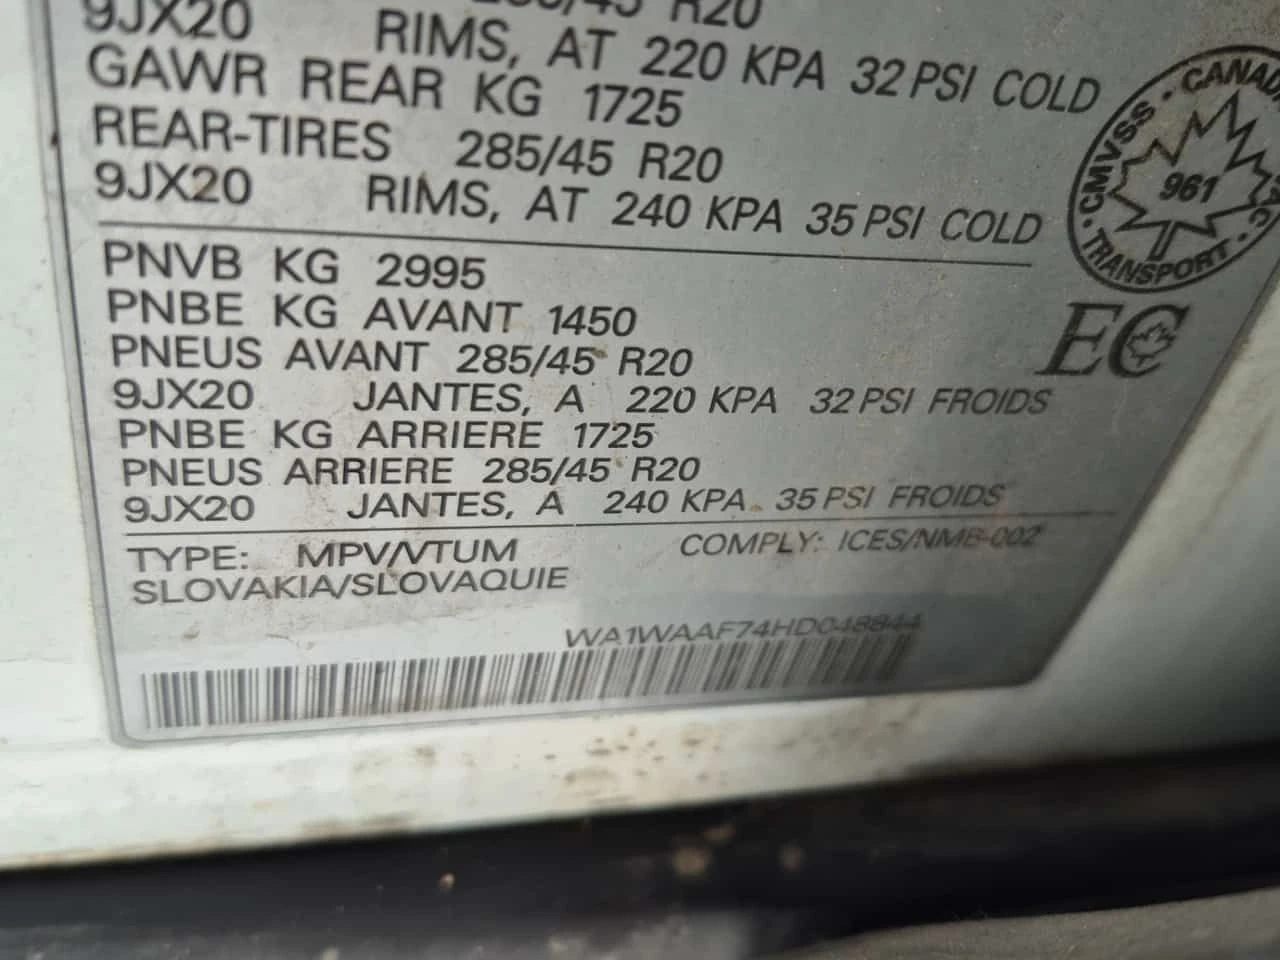 285/45 R20
9JX20 RIMS, AT 220 KPA 32 PSI COLD
GAWR REAR KG 1725
REAR-TIRES 285/45 R20
9JX20 RIMS, AT 240 KPA 35 PSI COLD
CANADA
CMVSS
961
TRANSPORT
PNVB KG 2995
PNBE KG AVANT 1450
PNEUS AVANT 285/45 R20
9JX20 JANTES, A 220 KPA 32 PSI FROIDS
PNBE KG ARRIERE 1725
PNEUS ARRIERE 285/45 R20
9JX20 JANTES, A 240 KPA 35 PSI FROIDS
EC
TYPE: MPV/VTUM COMPLY: ICES/NMB-002
SLOVAKIA/SLOVAQUIE
WA1WAAF74HD048844